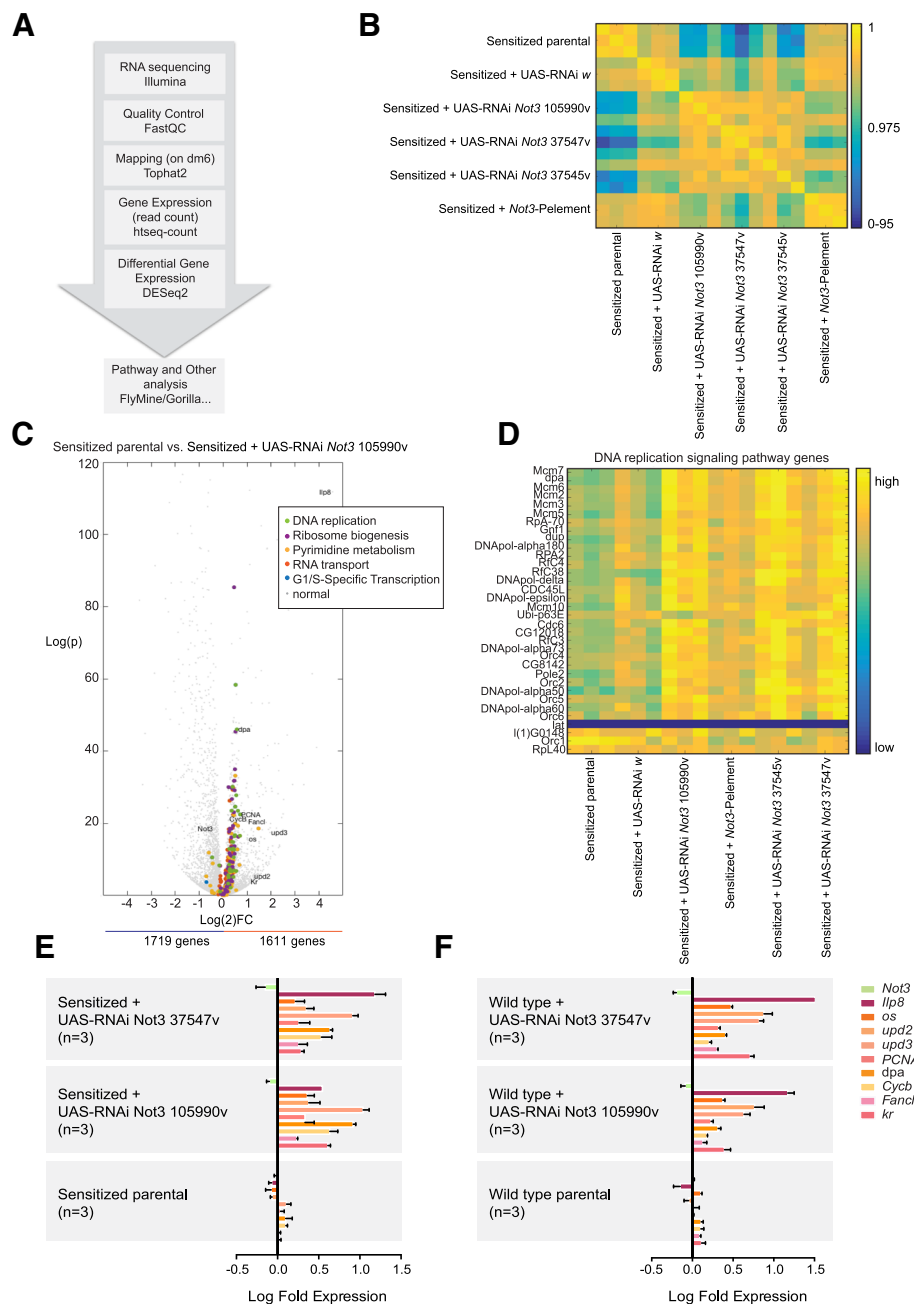 A
RNA sequencing
Illumina
Quality Control
FastQC
Mapping (on dm6)
Tophat2
Gene Expression
(read count)
htseq-count
Differential Gene
Expression
DESeq2
Pathway and Other
analysis
FlyMine/Gorilla...
B
Sensitized parental
Sensitized + UAS-RNAi w
Sensitized + UAS-RNAi Not3 105990v
Sensitized + UAS-RNAi Not3 37547v
Sensitized + UAS-RNAi Not3 37545v
Sensitized + Not3-Pelement
1
0.975
0-95
Sensitized parental
Sensitized + UAS-RNAi w
Sensitized + UAS-RNAi Not3 105990v
Sensitized + UAS-RNAi Not3 37547v
Sensitized + UAS-RNAi Not3 37545v
Sensitized + Not3-Pelement
C
Sensitized parental vs. Sensitized + UAS-RNAi Not3 105990v
120
100
80
60
40
20
Log(p)
Ilp8
DNA replication
Ribosome biogenesis
Pyrimidine metabolism
RNA transport
G1/S-Specific Transcription
normal
dpa
PCNA
CycB
Fancl
Not3
upd3
os
upd2
Kr
-4 -3 -2 -1 0 1 2 3 4
Log(2)FC
1719 genes
1611 genes
D
DNA replication signaling pathway genes
Mcm7
dpa
Mcm6
Mcm2
Mcm3
Mcm5
RpA-70
Gnf1
dup
DNApol-alpha180
RPA2
RfC4
RfC38
DNApol-delta
CDC45L
DNApol-epsilon
Mcm10
Ubi-p63E
Cdc6
CG12018
RfC3
DNApol-alpha73
Orc4
CG8142
Pole2
Orc2
DNApol-alpha50
Orc5
DNApol-alpha60
Orc6
lat
l(1)G0148
Orc1
RpL40
high
low
Sensitized parental
Sensitized + UAS-RNAi w
Sensitized + UAS-RNAi Not3 105990v
Sensitized + Not3-Pelement
Sensitized + UAS-RNAi Not3 37545v
Sensitized + UAS-RNAi Not3 37547v
E
Sensitized +
UAS-RNAi Not3 37547v
(n=3)
Sensitized +
UAS-RNAi Not3 105990v
(n=3)
Sensitized parental
(n=3)
-0.5 0 0.5 1.0 1.5
Log Fold Expression
F
Wild type +
UAS-RNAi Not3 37547v
(n=3)
Wild type +
UAS-RNAi Not3 105990v
(n=3)
Wild type parental
(n=3)
-0.5 0 0.5 1.0 1.5
Log Fold Expression
Not3
Ilp8
os
upd2
upd3
PCNA
dpa
Cycb
Fancl
kr